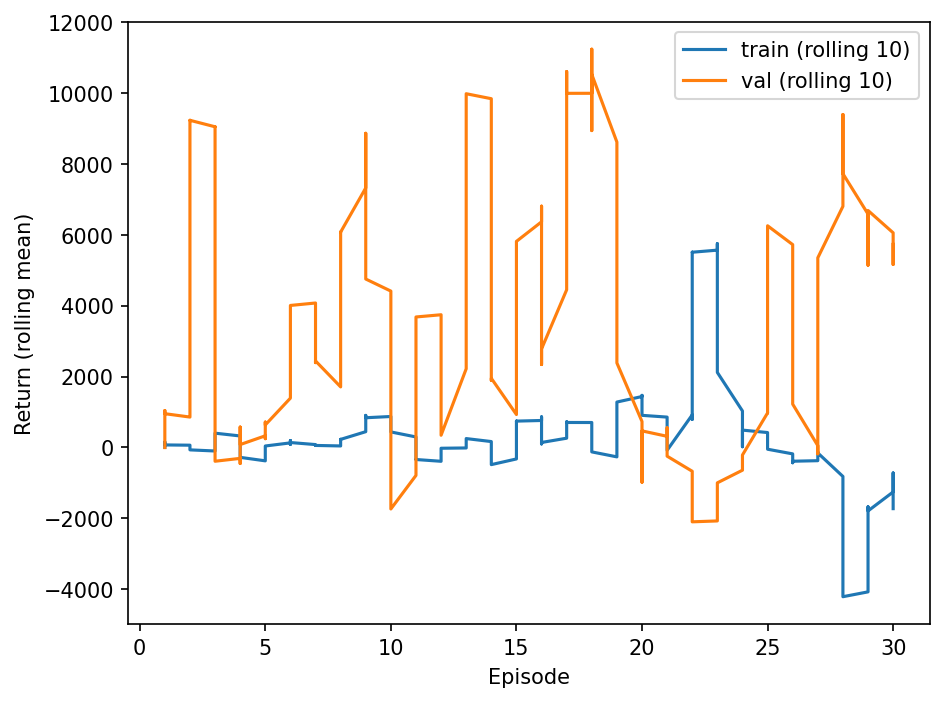 train (rolling 10)
val (rolling 10)
Return (rolling mean)
12000
10000
8000
6000
4000
2000
0
−2000
−4000
0 5 10 15 20 25 30
Episode